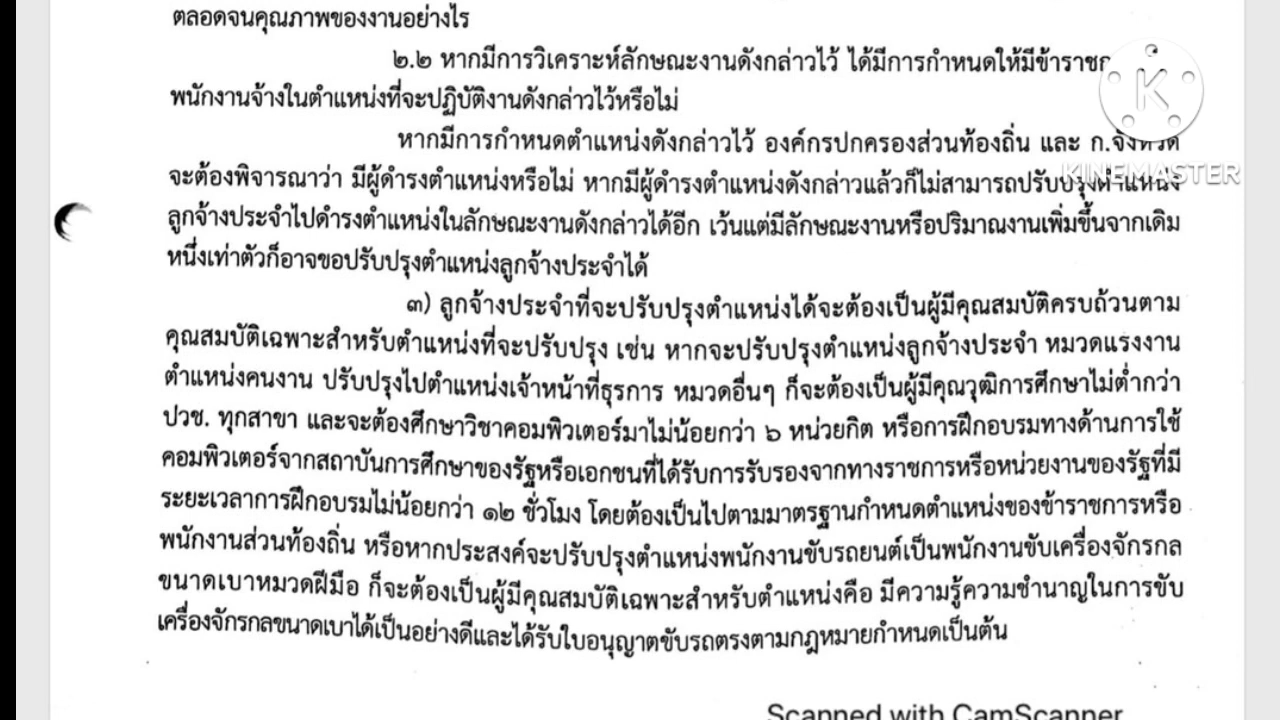 ตลอดจนคุณภาพของงานอย่างไร
๒.๒ หากมีการวิเคราะห์ลักษณะงานดังกล่าวไว้ ได้มีการกำหนดให้มี
พนักงานจ้างในตำแหน่งที่จะปฏิบัติงานดังกล่าวไว้หรือไม่
หากมีการกำหนดตำแหน่งดังกล่าวไว้ องค์กรปกครองส่วนท้องถิ่น และ ก.จังหวัด
จะต้องพิจารณาว่า มีผู้ดำรงตำแหน่งหรือไม่ หากมีผู้ดำรงตำแหน่งดังกล่าวแล้วก็ไม่สามารถปรับปรุงตำแหน่ง
ลูกจ้างประจำไปดำรงตำแหน่งในลักษณะงานดังกล่าวได้อีก เว้นแต่มีลักษณะงานหรือปริมาณงานเพิ่มขึ้นจากเดิม
หนึ่งเท่าตัวก็อาจขอปรับปรุงตำแหน่งลูกจ้างประจำได้
๓) ลูกจ้างประจำที่จะปรับปรุงตำแหน่งได้จะต้องเป็นผู้มีคุณสมบัติครบถ้วนตาม
คุณสมบัติเฉพาะสำหรับตำแหน่งที่จะปรับปรุง เช่น หากจะปรับปรุงตำแหน่งลูกจ้างประจำ หมวดแรงงาน
ตำแหน่งคนงาน ปรับปรุงไปตำแหน่งเจ้าหน้าที่ธุรการ หมวดอื่นๆ ก็จะต้องเป็นผู้มีคุณวุฒิการศึกษาไม่ต่ำกว่า
ปวช. ทุกสาขา และจะต้องศึกษาวิชาคอมพิวเตอร์มาไม่น้อยกว่า ๖ หน่วยกิต หรือการฝึกอบรมทางด้านการใช้
คอมพิวเตอร์จากสถาบันการศึกษาของรัฐหรือเอกชนที่ได้รับการรับรองจากทางราชการหรือหน่วยงานของรัฐที่มี
ระยะเวลาการฝึกอบรมไม่น้อยกว่า ๑๒ ชั่วโมง โดยต้องเป็นไปตามมาตรฐานกำหนดตำแหน่งของข้าราชการหรือ
พนักงานส่วนท้องถิ่น หรือหากประสงค์จะปรับปรุงตำแหน่งพนักงานขับรถยนต์เป็นพนักงานขับเครื่องจักรกล
ขนาดเบาหมวดฝีมือ ก็จะต้องเป็นผู้มีคุณสมบัติเฉพาะสำหรับตำแหน่งคือ มีความรู้ความชำนาญในการขับ
เครื่องจักรกลขนาดเบาได้เป็นอย่างดีและได้รับใบอนุญาตขับรถตรงตามกฎหมายกำหนดเป็นต้น
K
KINEMASTER
Scanned with CamScanner